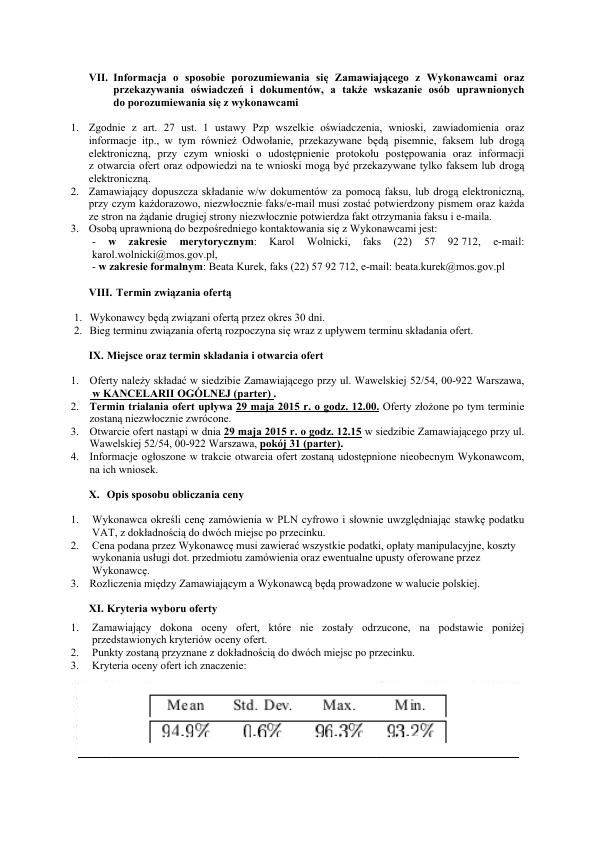 VII. Informacja o sposobie porozumiewania się Zamawiającego z Wykonawcami oraz
przekazywania oświadczeń i dokumentów, a także wskazanie osób uprawnionych
do porozumiewania się z wykonawcami
1. Zgodnie z art. 27 ust. 1 ustawy Pzp wszelkie oświadczenia, wnioski, zawiadomienia oraz
informacje itp., w tym również Odwołanie, przekazywane będą pisemnie, faksem lub drogą
elektroniczną, przy czym wnioski o udostępnienie protokołu postępowania oraz informacji
z otwarcia ofert oraz odpowiedzi na te wnioski mogą być przekazywane tylko faksem lub drogą
elektroniczną.
2. Zamawiający dopuszcza składanie w/w dokumentów za pomocą faksu, lub drogą elektroniczną,
przy czym każdorazowo, niezwłocznie faks/e-mail musi zostać potwierdzony pismem oraz każda
ze stron na żądanie drugiej strony niezwłocznie potwierdza fakt otrzymania faksu i e-maila.
3. Osobą uprawnioną do bezpośredniego kontaktowania się z Wykonawcami jest:
- w zakresie merytorycznym: Karol Wolnicki, faks (22) 57 92 712, e-mail:
karol.wolnicki@mos.gov.pl,
- w zakresie formalnym: Beata Kurek, faks (22) 57 92 712, e-mail: beata.kurek@mos.gov.pl
VIII. Termin związania ofertą
1. Wykonawcy będą związani ofertą przez okres 30 dni.
2. Bieg terminu związania ofertą rozpoczyna się wraz z upływem terminu składania ofert.
IX. Miejsce oraz termin składania i otwarcia ofert
1. Oferty należy składać w siedzibie Zamawiającego przy ul. Wawelskiej 52/54, 00-922 Warszawa,
w KANCELARII OGÓLNEJ (parter) .
2. Termin trialania ofert upływa 29 maja 2015 r. o godz. 12.00. Oferty złożone po tym terminie
zostaną niezwłocznie zwrócone.
3. Otwarcie ofert nastąpi w dnia 29 maja 2015 r. o godz. 12.15 w siedzibie Zamawiającego przy ul.
Wawelskiej 52/54, 00-922 Warszawa, pokój 31 (parter).
4. Informacje ogłoszone w trakcie otwarcia ofert zostaną udostępnione nieobecnym Wykonawcom,
na ich wniosek.
X. Opis sposobu obliczania ceny
1. Wykonawca określi cenę zamówienia w PLN cyfrowo i słownie uwzględniając stawkę podatku
VAT, z dokładnością do dwóch miejsc po przecinku.
2. Cena podana przez Wykonawcę musi zawierać wszystkie podatki, opłaty manipulacyjne, koszty
wykonania usługi dot. przedmiotu zamówienia oraz ewentualne upusty oferowane przez
Wykonawcę.
3. Rozliczenia między Zamawiającym a Wykonawcą będą prowadzone w walucie polskiej.
XI. Kryteria wyboru oferty
1. Zamawiający dokona oceny ofert, które nie zostały odrzucone, na podstawie poniżej
przedstawionych kryteriów oceny ofert.
2. Punkty zostaną przyznane z dokładnością do dwóch miejsc po przecinku.
3. Kryteria oceny ofert ich znaczenie:
Mean Std. Dev. Max. Min.
94.9% 0.6% 96.3% 93.2%